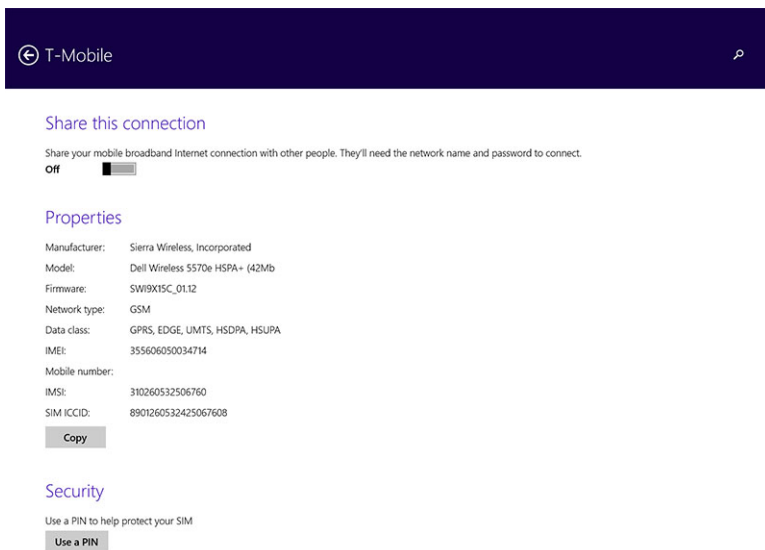 T-Mobile
Share this connection
Share your mobile broadband Internet connection with other people. They'll need the network name and password to connect.
Off
Properties
Manufacturer: Sierra Wireless, Incorporated
Model: Dell Wireless 5570e HSPA+ (42Mb
Firmware: SWI9X15C_01.12
Network type: GSM
Data class: GPRS, EDGE, UMTS, HSDPA, HSUPA
IMEI: 355606050034714
Mobile number:
IMSI: 310260532506760
SIM ICCID: 8901260532425067608
Copy
Security
Use a PIN to help protect your SIM
Use a PIN